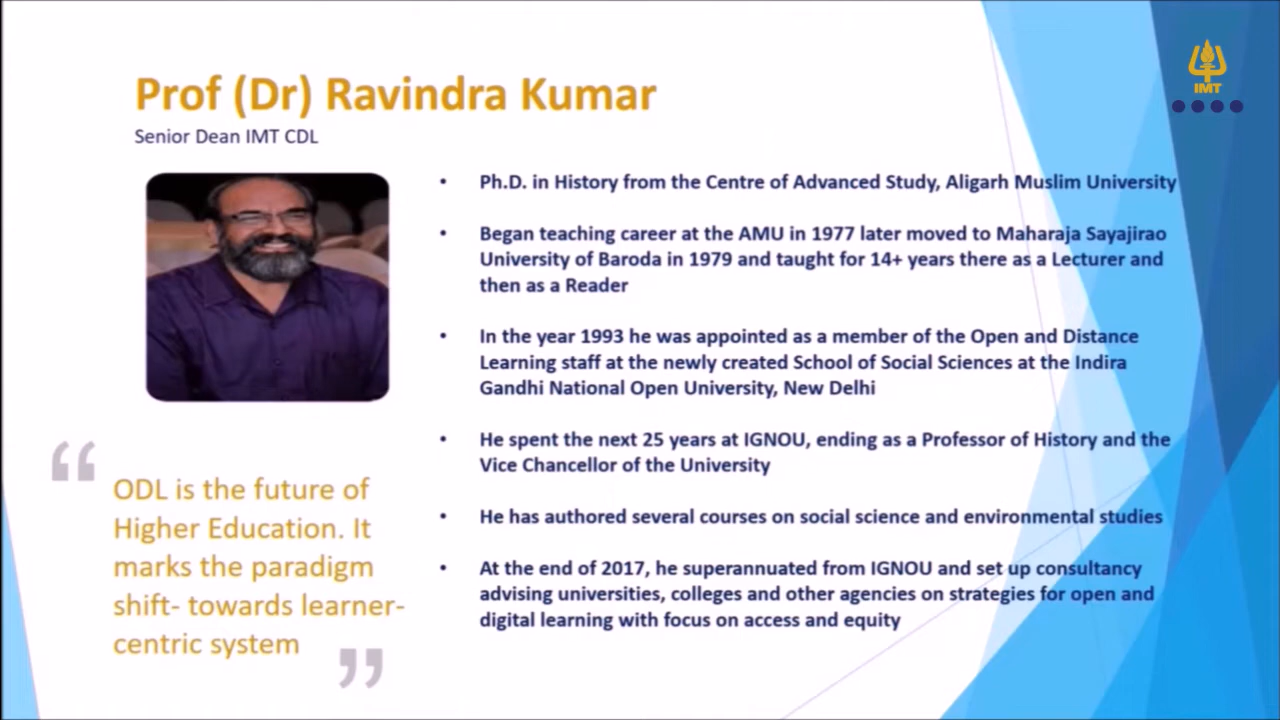 IMT
Prof (Dr) Ravindra Kumar
Senior Dean IMT CDL
• Ph.D. in History from the Centre of Advanced Study, Aligarh Muslim University
• Began teaching career at the AMU in 1977 later moved to Maharaja Sayajirao
University of Baroda in 1979 and taught for 14+ years there as a Lecturer and
then as a Reader
• In the year 1993 he was appointed as a member of the Open and Distance
Learning staff at the newly created School of Social Sciences at the Indira
Gandhi National Open University, New Delhi
• He spent the next 25 years at IGNOU, ending as a Professor of History and the
Vice Chancellor of the University
• He has authored several courses on social science and environmental studies
• At the end of 2017, he superannuated from IGNOU and set up consultancy
advising universities, colleges and other agencies on strategies for open and
digital learning with focus on access and equity
“ ODL is the future of
Higher Education. It
marks the paradigm
shift- towards learner-
centric system ”